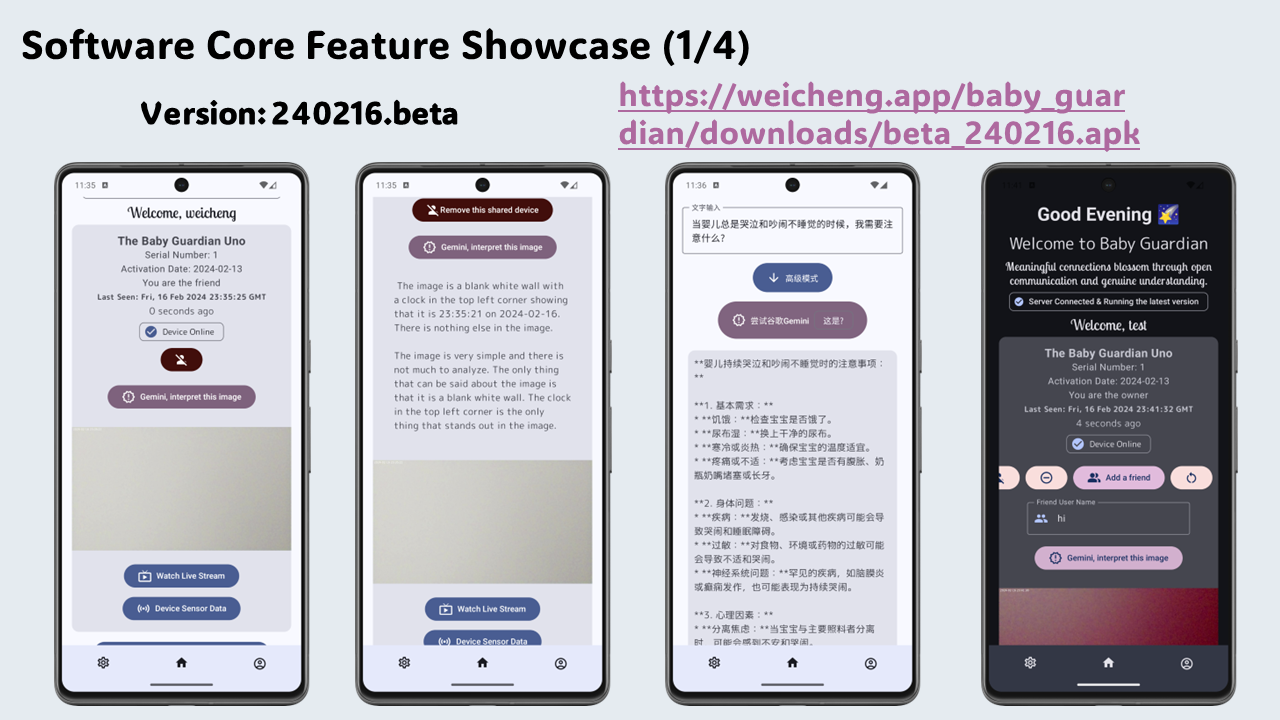 Software Core Feature Showcase (1/4)
Version: 240216.beta
https://weicheng.app/baby_guar
dian/downloads/beta_240216.apk
11:35
Welcome, weicheng
The Baby Guardian Uno
Serial Number: 1
Activation Date: 2024-02-13
You are the friend
Last Seen: Fri, 16 Feb 2024 23:35:25 GMT
0 seconds ago
Device Online
Gemini, interpret this image
Watch Live Stream
Device Sensor Data
11:35
Remove this shared device
Gemini, interpret this image
The image is a blank white wall with
a clock in the top left corner showing
that it is 23:35:21 on 2024-02-16.
There is nothing else in the image.
The image is very simple and there is
not much to analyze. The only thing
that can be said about the image is
that it is a blank white wall. The clock
in the top left corner is the only
thing that stands out in the image.
Watch Live Stream
Device Sensor Data
11:36
文字输入
当婴儿总是哭泣和吵闹不睡觉的时候，我需要注
意什么?
高级模式
尝试谷歌Gemini
这是?
**婴儿持续哭泣和吵闹不睡觉时的注意事项：
**
**1. 基本需求：**
* **饥饿：**检查宝宝是否饿了。
* **尿布湿：**换上干净的尿布。
* **寒冷或炎热：**确保宝宝的温度适宜。
* **疼痛或不适：**考虑宝宝是否有腹胀、奶
瓶奶嘴堵塞或长牙。
**2. 身体问题：**
* **疾病：**发烧、感染或其他疾病可能会导
致哭闹和睡眠障碍。
* **过敏：**对食物、环境或药物的过敏可能
会导致不适和哭闹。
* **神经系统问题：**罕见的疾病，如脑膜炎
或癫痫发作，也可能表现为持续哭闹。
**3. 心理因素：**
* **分离焦虑：**当宝宝与主要照料者分离
时，可能会感到不安和哭闹。
Good Evening
Welcome to Baby Guardian
Meaningful connections blossom through open
communication and genuine understanding.
Server Connected & Running the latest version
Welcome, test
The Baby Guardian Uno
Serial Number: 1
Activation Date: 2024-02-13
You are the owner
Last Seen: Fri, 16 Feb 2024 23:41:32 GMT
4 seconds ago
Device Online
Add a friend
Friend User Name
hi
Gemini, interpret this image